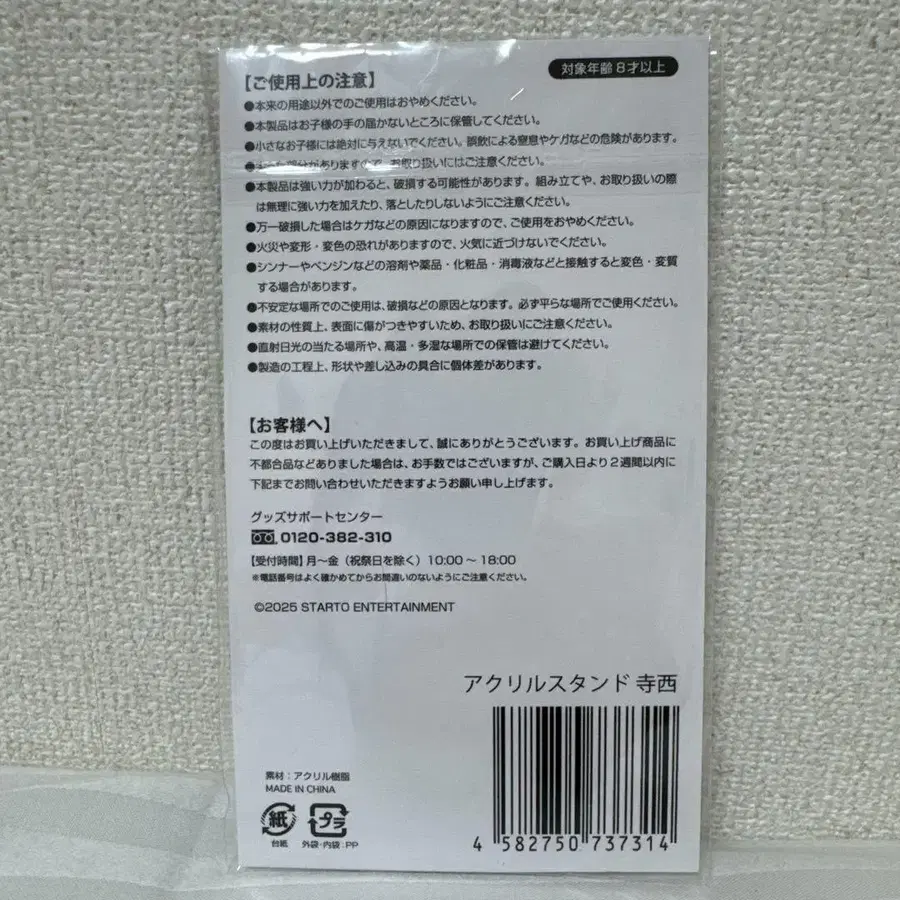 【ご使用上の注意】
対象年齢 8才以上
●本来の用途以外でのご使用はおやめください。
●本製品はお子様の手の届かないところに保管してください。
●小さなお子様には絶対に与えないでください。誤飲による窒息やケガなどの危険があります。
部分がありますので、お取り扱いにはご注意ください。
●本製品は強い力が加わると、破損する可能性があります。組み立てや、お取り扱いの際
は無理に強い力を加えたり、落としたりしないようにご注意ください。
●万一破損した場合はケガなどの原因になりますので、ご使用をおやめください。
●火災や変形・変色の恐れがありますので、火気に近づけないでください。
●シンナーやベンジンなどの溶剤や薬品・化粧品・消毒液などと接触すると変色・変質
する場合があります。
●不安定な場所でのご使用は、破損などの原因となります。必ず平らな場所でご使用ください。
●素材の性質上、表面に傷がつきやすいため、お取り扱いにご注意ください。
●直射日光の当たる場所や、高温・多湿な場所での保管は避けてください。
●製造の工程上、形状や差し込みの具合に個体差があります。
【お客様へ】
この度はお買い上げいただきまして、誠にありがとうございます。お買い上げ商品に
不都合品などありました場合は、お手数ではございますが、ご購入日より2週間以内に
下記までお問い合わせいただきますようお願い申し上げます。
グッズサポートセンター
0120-382-310
【受付時間】月〜金（祝祭日を除く）10:00〜18:00
※電話番号はよく確かめてからお間違いのないようにご注意ください。
©2025 STARTO ENTERTAINMENT
アクリルスタンド 寺西
素材：アクリル樹脂
MADE IN CHINA
紙 プラ
台紙 外袋・内袋:PP
4 582750 737314